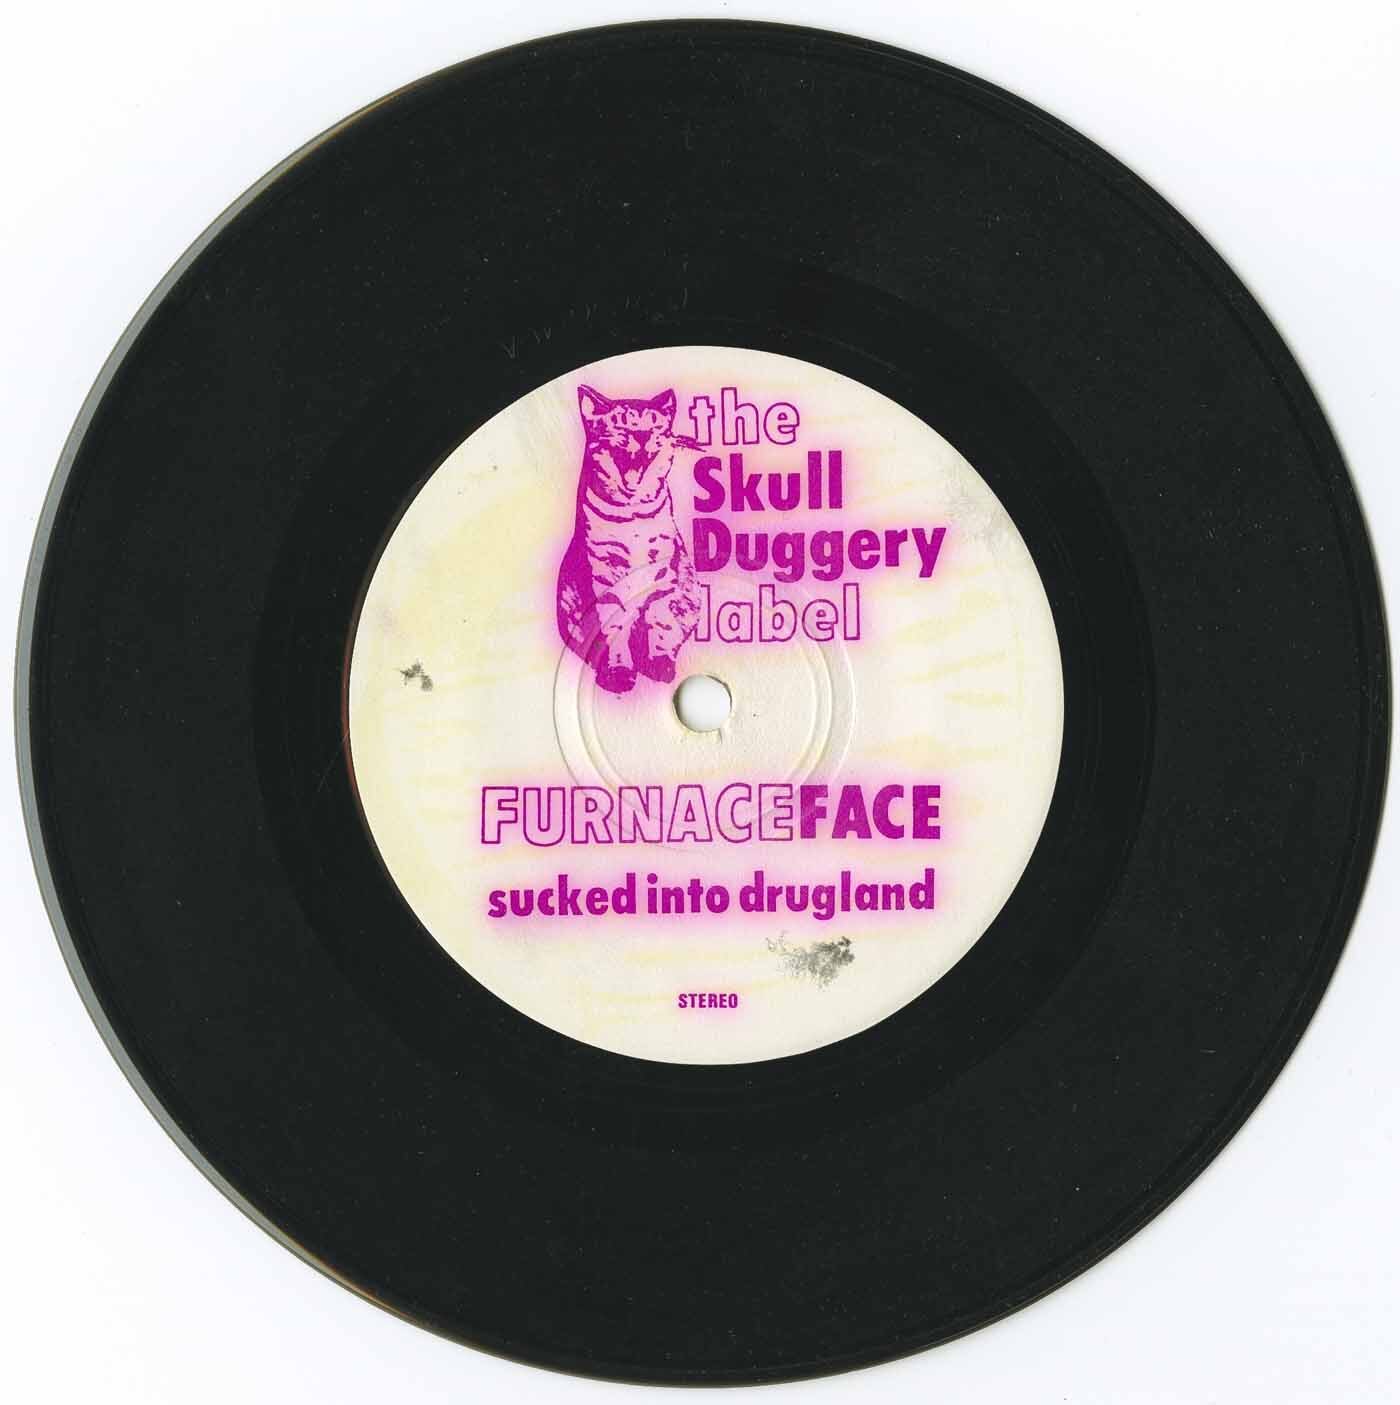 the
Skull
Duggery
label
FURNACEFACE
sucked into drugland
STEREO